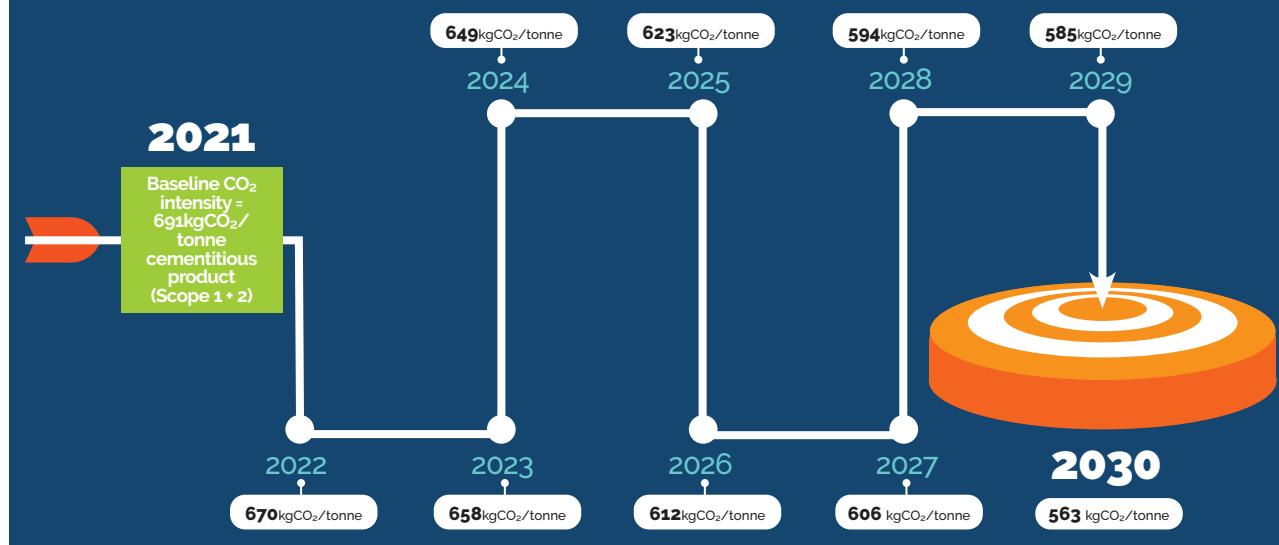 649kgCO₂/tonne
623kgCO₂/tonne
594kgCO₂/tonne
585kgCO₂/tonne
2024
2025
2028
2029
2021
Baseline CO₂
intensity =
691kgCO₂/
tonne
cementitious
product
(Scope 1 + 2)
2022
2023
2026
2027
2030
670kgCO₂/tonne
658kgCO₂/tonne
612kgCO₂/tonne
606 kgCO₂/tonne
563 kgCO₂/tonne